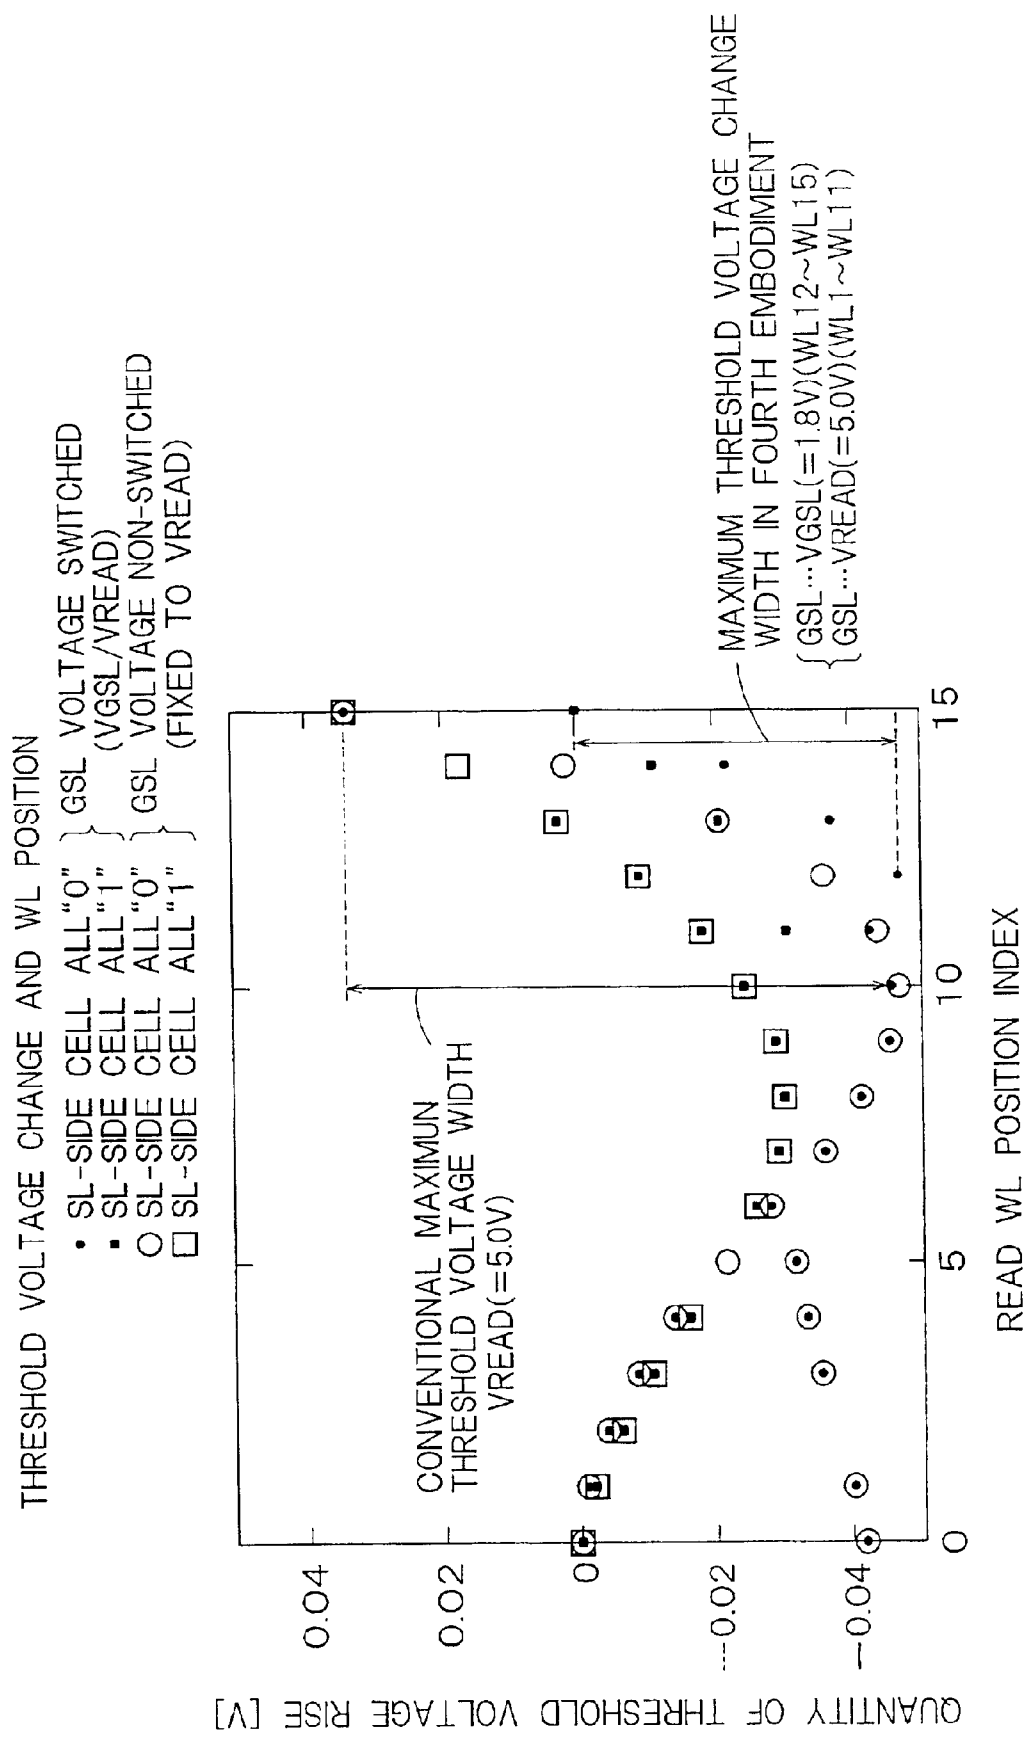 THRESHOLD VOLTAGE CHANGE AND WL POSITION
• SL-SIDE CELL ALL“0” } GSL VOLTAGE SWITCHED
▪ SL-SIDE CELL ALL“1” } (VGSL/VREAD)
○ SL-SIDE CELL ALL“0” } GSL VOLTAGE NON-SWITCHED
□ SL-SIDE CELL ALL“1” } (FIXED TO VREAD)
QUANTITY OF THRESHOLD VOLTAGE RISE [V]
0.04
0.02
0
-0.02
-0.04
CONVENTIONAL MAXIMUN
THRESHOLD VOLTAGE WIDTH
VREAD(=5.0V)
MAXIMUM THRESHOLD VOLTAGE CHANGE
WIDTH IN FOURTH EMBODIMENT
{GSL···VGSL(=1.8V)(WL12~WL15)
{GSL···VREAD(=5.0V)(WL1~WL11)
0
5
10
15
READ WL POSITION INDEX